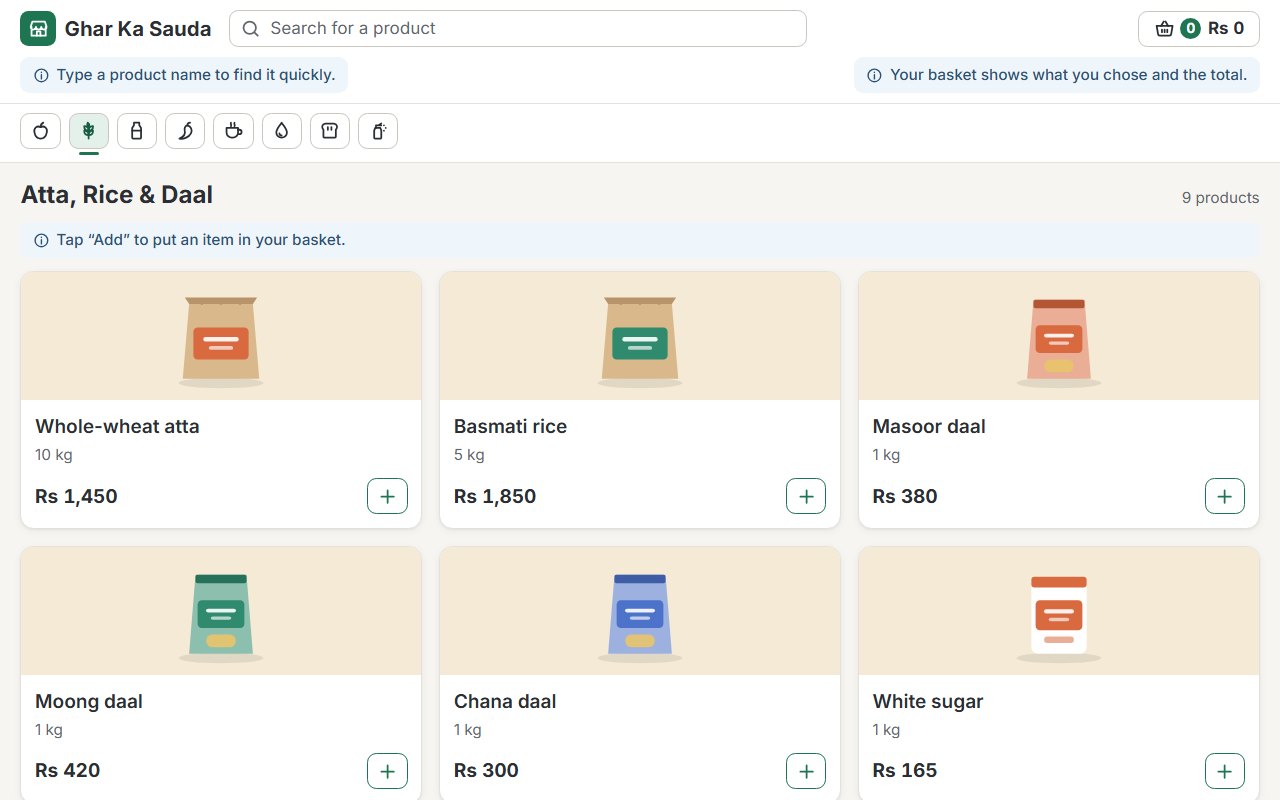 Ghar Ka Sauda
Search for a product
0 Rs 0
Type a product name to find it quickly.
Your basket shows what you chose and the total.
Atta, Rice & Daal
9 products
Tap “Add” to put an item in your basket.
Whole-wheat atta
10 kg
Rs 1,450
Basmati rice
5 kg
Rs 1,850
Masoor daal
1 kg
Rs 380
Moong daal
1 kg
Rs 420
Chana daal
1 kg
Rs 300
White sugar
1 kg
Rs 165